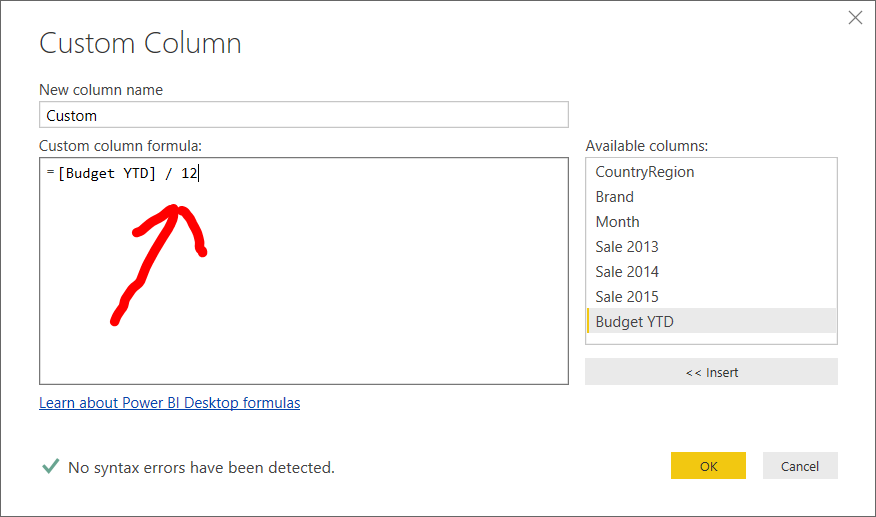 Custom Column
New column name
Custom
Custom column formula:
=[Budget YTD] / 12
Available columns:
CountryRegion
Brand
Month
Sale 2013
Sale 2014
Sale 2015
Budget YTD
<< Insert
Learn about Power BI Desktop formulas
No syntax errors have been detected.
OK
Cancel